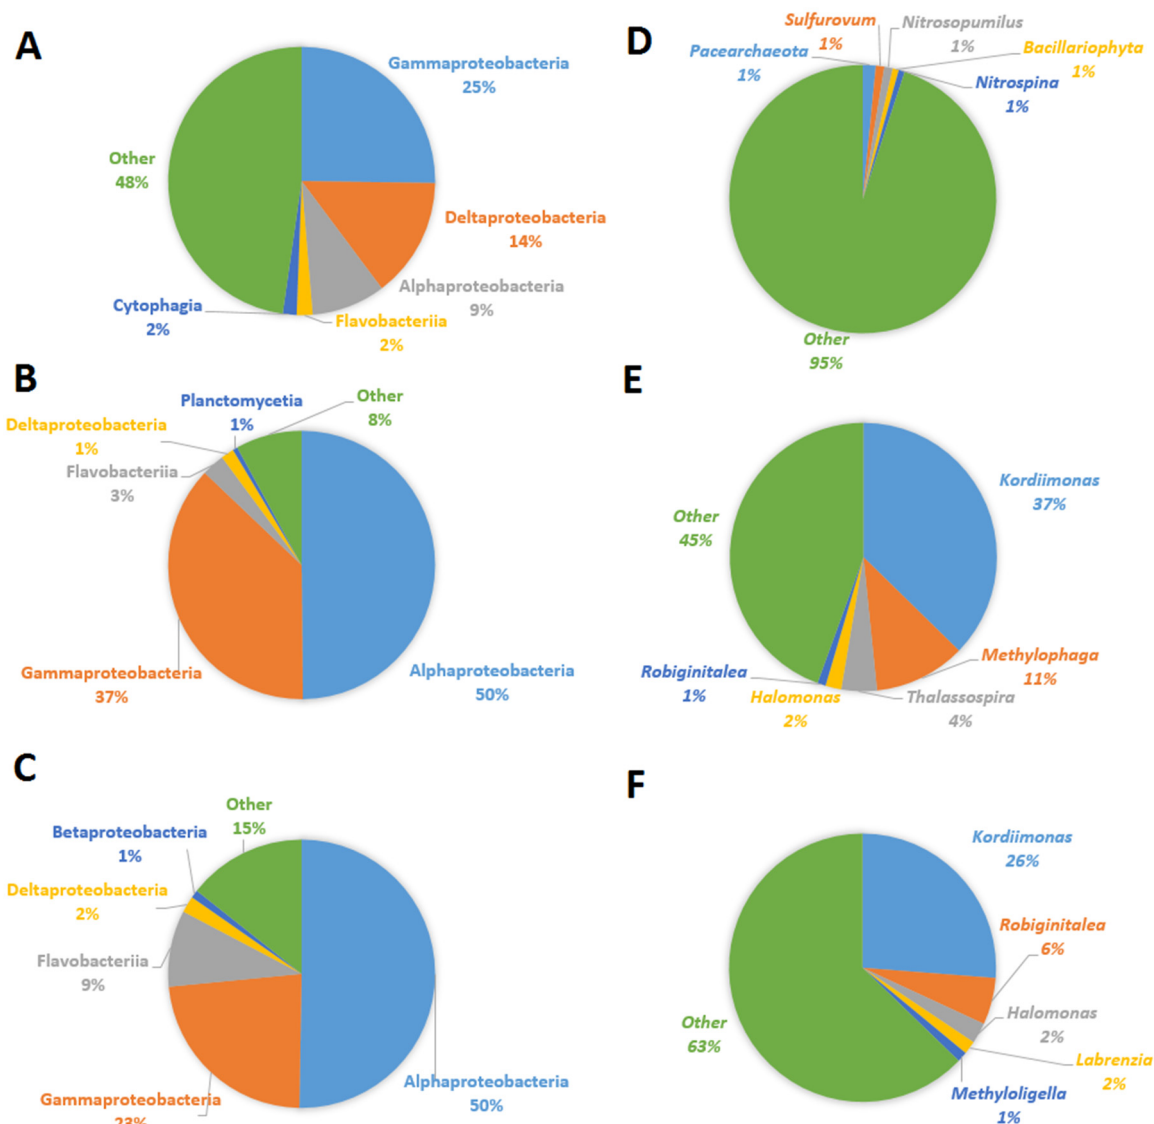 A
Gammaproteobacteria
25%
Other
48%
Deltaproteobacteria
14%
Alphaproteobacteria
9%
Cytophagia
2%
Flavobacteriia
2%
B
Planctomycetia
1%
Other
8%
Deltaproteobacteria
1%
Flavobacteriia
3%
Gammaproteobacteria
37%
Alphaproteobacteria
50%
C
Other
15%
Betaproteobacteria
1%
Deltaproteobacteria
2%
Flavobacteriia
9%
Alphaproteobacteria
50%
Gammaproteobacteria
23%
D
Sulfurovum
1%
Nitrosopumilus
1%
Pacearchaeota
1%
Bacillariophyta
1%
Nitrospina
1%
Other
95%
E
Kordiimonas
37%
Other
45%
Methylophaga
11%
Robiginitalea
1%
Halomonas
2%
Thalassospira
4%
F
Kordiimonas
26%
Robiginitalea
6%
Halomonas
2%
Other
63%
Labrenzia
2%
Methyloligella
1%